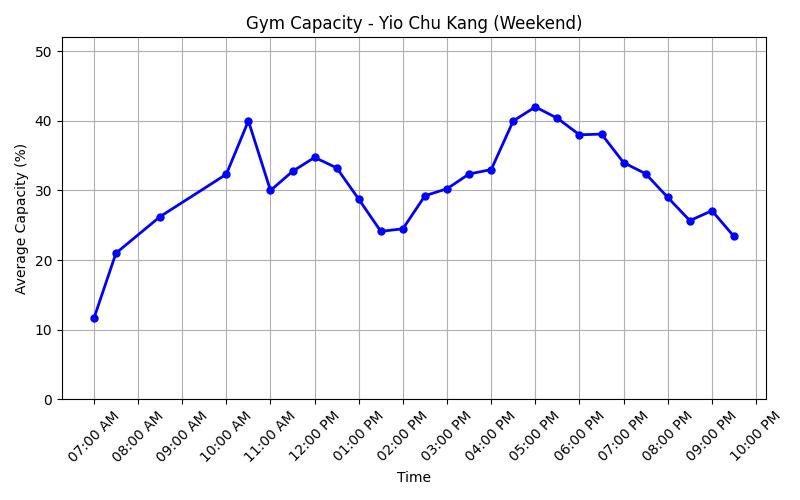 Gym Capacity - Yio Chu Kang (Weekend)
50
40
30
20
10
0
Average Capacity (%)
07:00 AM
08:00 AM
09:00 AM
10:00 AM
11:00 AM
12:00 PM
01:00 PM
02:00 PM
03:00 PM
04:00 PM
05:00 PM
06:00 PM
07:00 PM
08:00 PM
09:00 PM
10:00 PM
Time